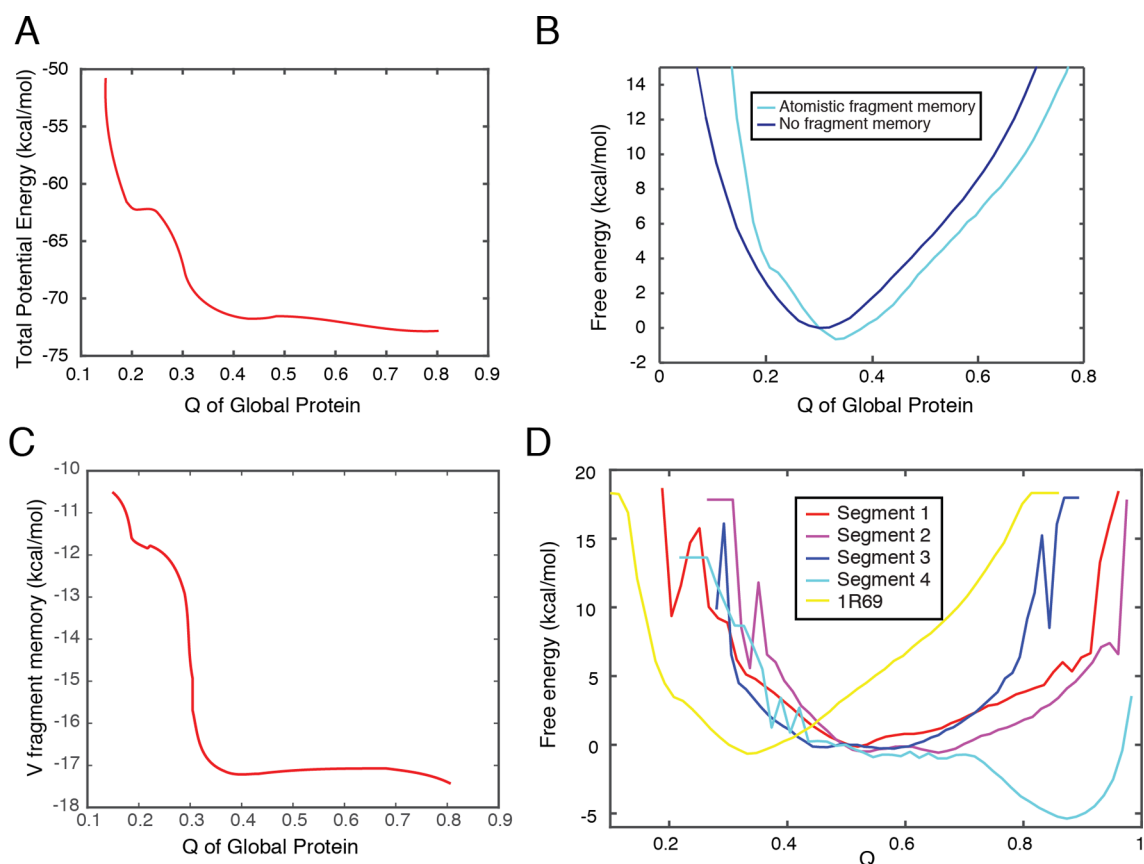 A
Total Potential Energy (kcal/mol)
-50
-55
-60
-65
-70
-75
0.1 0.2 0.3 0.4 0.5 0.6 0.7 0.8 0.9
Q of Global Protein
B
Free energy (kcal/mol)
14
12
10
8
6
4
2
0
-2
Atomistic fragment memory
No fragment memory
0 0.2 0.4 0.6 0.8
Q of Global Protein
C
V fragment memory (kcal/mol)
-10
-11
-12
-13
-14
-15
-16
-17
-18
0.1 0.2 0.3 0.4 0.5 0.6 0.7 0.8 0.9
Q of Global Protein
D
Free energy (kcal/mol)
20
15
10
5
0
-5
Segment 1
Segment 2
Segment 3
Segment 4
1R69
0.2 0.4 0.6 0.8 1
Q